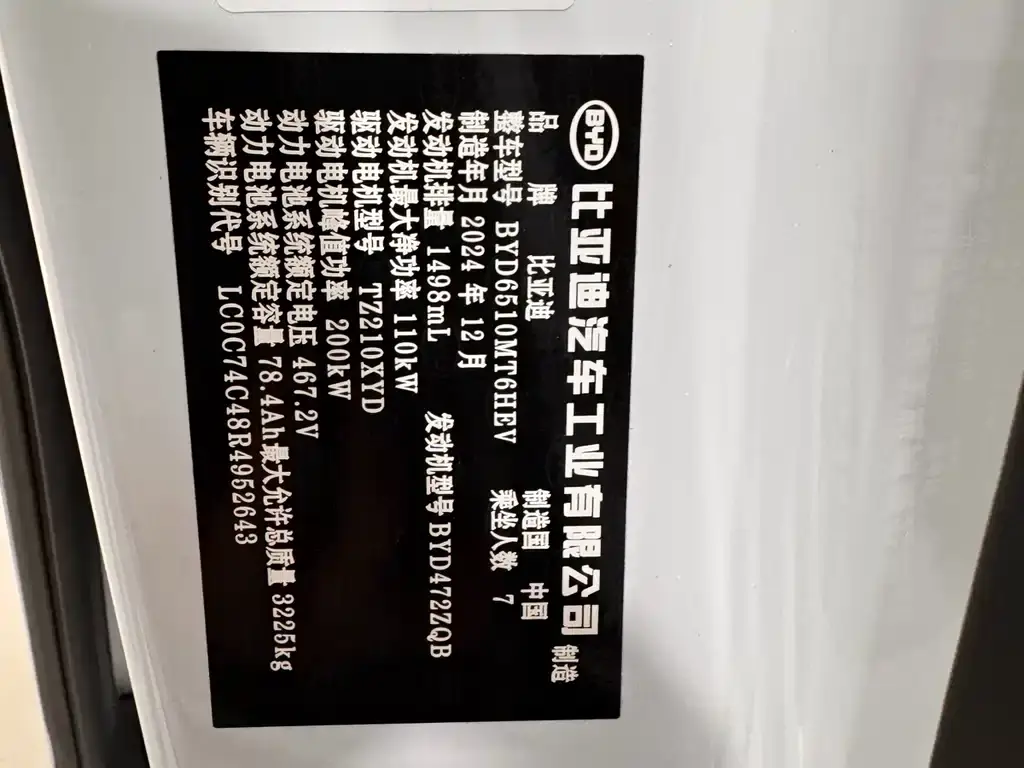 BYD 比亚迪汽车工业有限公司 制造
品 牌 比亚迪 制造国 中国
整车型号 BYD6510MT6HEV 乘坐人数 7
制造年月 2024 年 12 月
发动机排量 1498mL 发动机型号 BYD472ZQB
发动机最大净功率 110kW
驱动电机型号 TZ210XYD
驱动电机峰值功率 200kW
动力电池系统额定电压 467.2V
动力电池系统额定容量 78.4Ah 最大允许总质量 3225kg
车辆识别代号 LC0C74C48R4952643